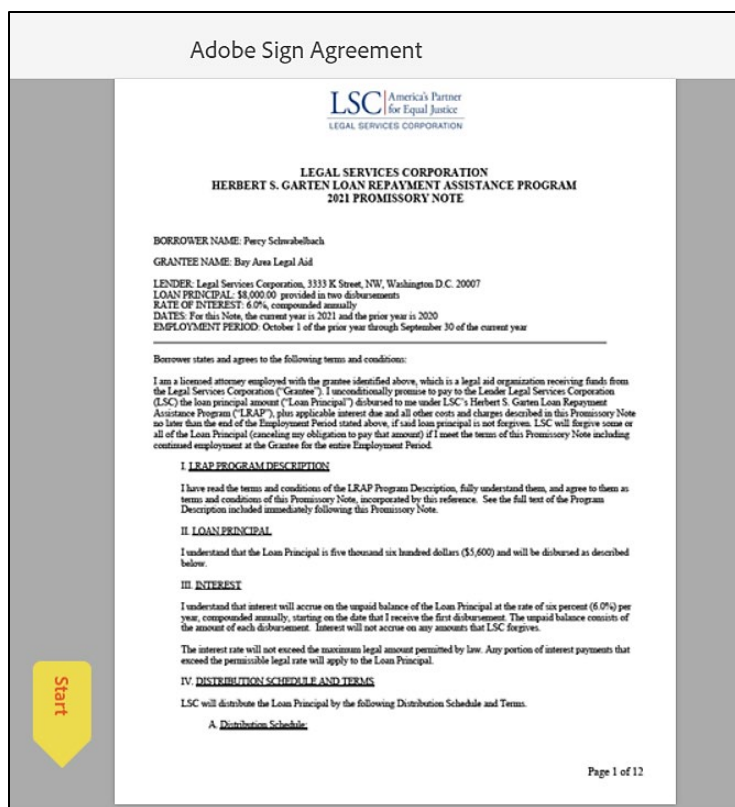 Adobe Sign Agreement
LSC America's Partner
for Equal Justice
LEGAL SERVICES CORPORATION
LEGAL SERVICES CORPORATION
HERBERT S. GARTEN LOAN REPAYMENT ASSISTANCE PROGRAM
2021 PROMISSORY NOTE
BORROWER NAME: Percy Schwabelbach
GRANTEE NAME: Bay Area Legal Aid
LENDER: Legal Services Corporation, 3333 K Street, NW, Washington D.C. 20007
LOAN PRINCIPAL: $8,000.00 provided in two disbursements
RATE OF INTEREST: 6.0%, compounded annually
DATES: For this Note, the current year is 2021 and the prior year is 2020
EMPLOYMENT PERIOD: October 1 of the prior year through September 30 of the current year
Borrower states and agrees to the following terms and conditions:
I am a licensed attorney employed with the grantee identified above, which is a legal aid organization receiving funds from
the Legal Services Corporation ("Grantee"). I unconditionally promise to pay to the Lender Legal Services Corporation
(LSC) the loan principal amount ("Loan Principal") disbursed to me under LSC's Herbert S. Garten Loan Repayment
Assistance Program ("LRAP"), plus applicable interest due and all other costs and charges described in this Promissory Note
no later than the end of the Employment Period stated above, if said loan principal is not forgiven. LSC will forgive some or
all of the Loan Principal (canceling my obligation to pay that amount) if I meet the terms of this Promissory Note including
continued employment at the Grantee for the entire Employment Period.
I. LRAP PROGRAM DESCRIPTION
I have read the terms and conditions of the LRAP Program Description, fully understand them, and agree to them as
terms and conditions of this Promissory Note, incorporated by this reference. See the full text of the Program
Description included immediately following this Promissory Note.
II. LOAN PRINCIPAL
I understand that the Loan Principal is five thousand six hundred dollars ($5,600) and will be disbursed as described
below.
III. INTEREST
I understand that interest will accrue on the unpaid balance of the Loan Principal at the rate of six percent (6.0%) per
year, compounded annually, starting on the date that I receive the first disbursement. The unpaid balance consists of
the amount of each disbursement. Interest will not accrue on any amounts that LSC forgives.
The interest rate will not exceed the maximum legal amount permitted by law. Any portion of interest payments that
exceed the permissible legal rate will apply to the Loan Principal.
IV. DISTRIBUTION SCHEDULE AND TERMS
LSC will distribute the Loan Principal by the following Distribution Schedule and Terms.
A. Distribution Schedule:
Start
Page 1 of 12